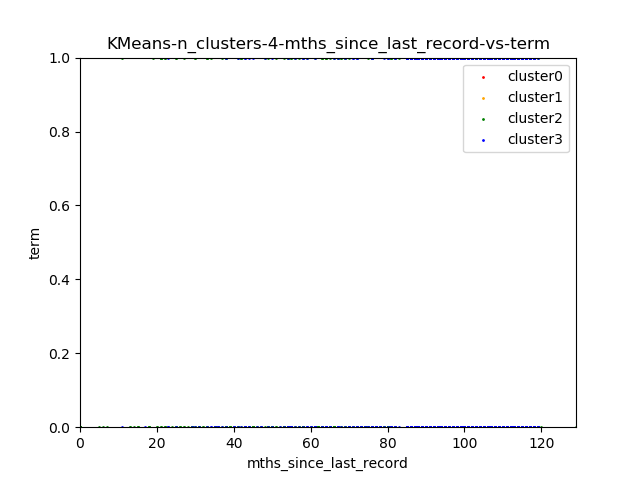 KMeans-n_clusters-4-mths_since_last_record-vs-term
1.0
0.8
0.6
0.4
0.2
0.0
term
cluster0
cluster1
cluster2
cluster3
0 20 40 60 80 100 120
mths_since_last_record